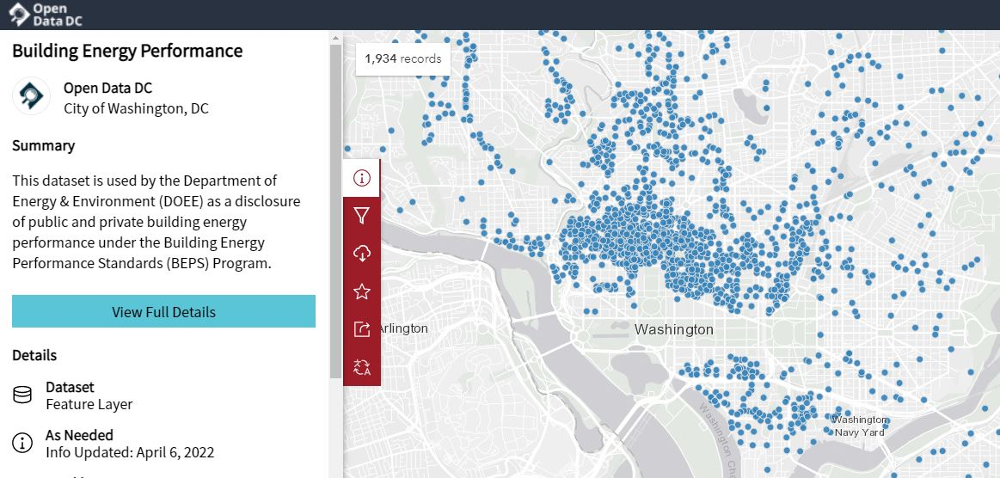 Open
Data DC
Building Energy Performance
Open Data DC
City of Washington, DC
Summary
This dataset is used by the Department of
Energy & Environment (DOEE) as a disclosure
of public and private building energy
performance under the Building Energy
Performance Standards (BEPS) Program.
View Full Details
Details
Dataset
Feature Layer
As Needed
Info Updated: April 6, 2022
1,934 records
rlington
Washington
Washington
Navy Yard
Washington Cha